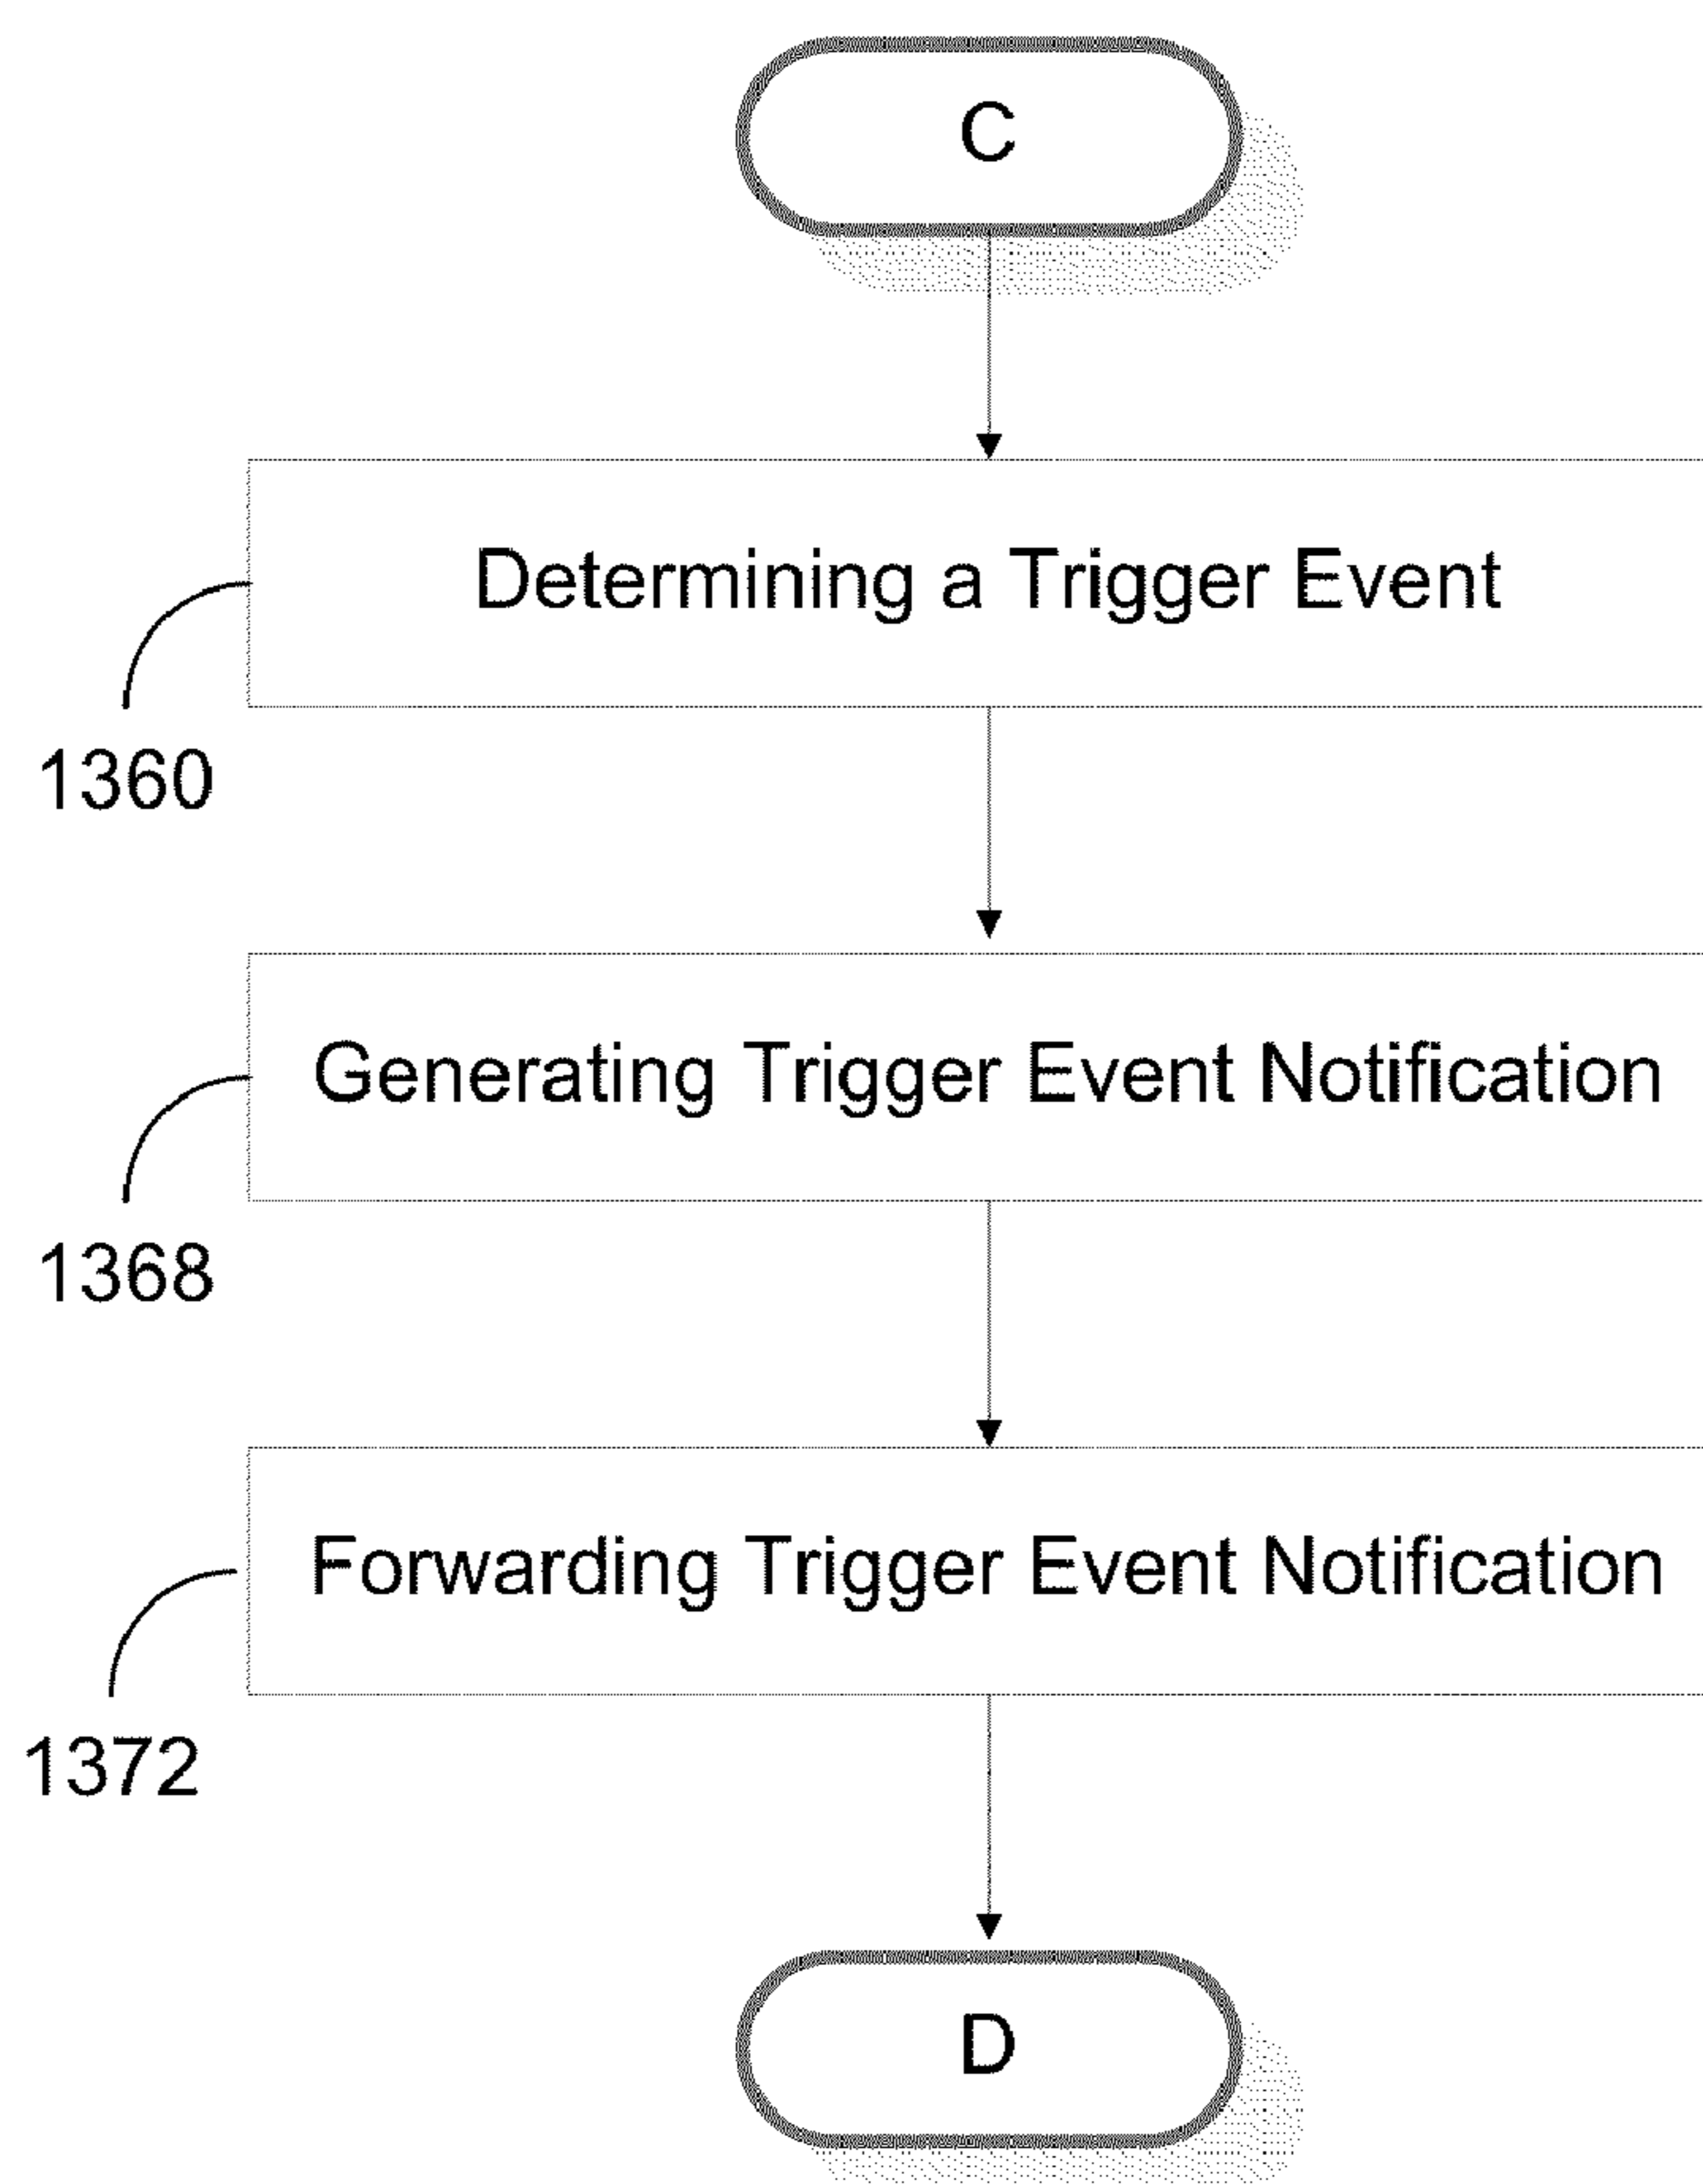 C
Determining a Trigger Event
1360
Generating Trigger Event Notification
1368
Forwarding Trigger Event Notification
1372
D